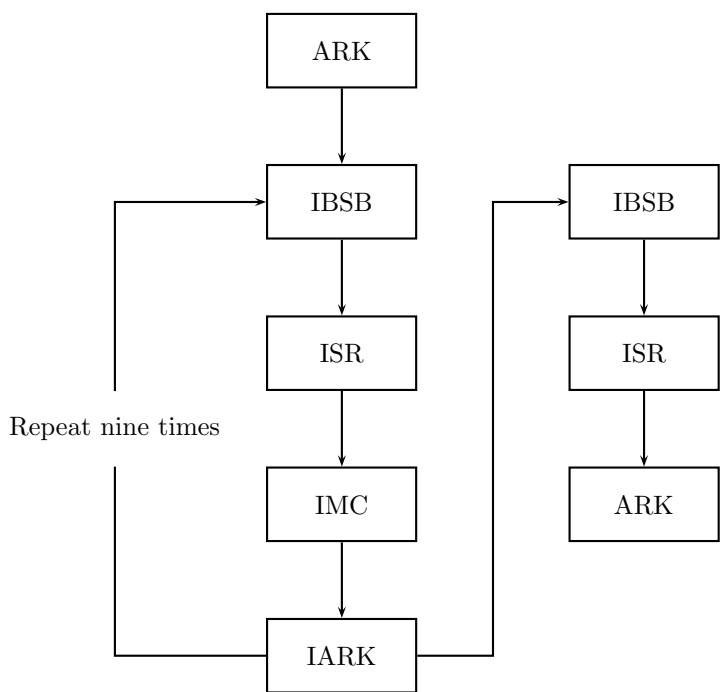 ARK
IBSB
ISR
IMC
IARK
Repeat nine times
IBSB
ISR
ARK